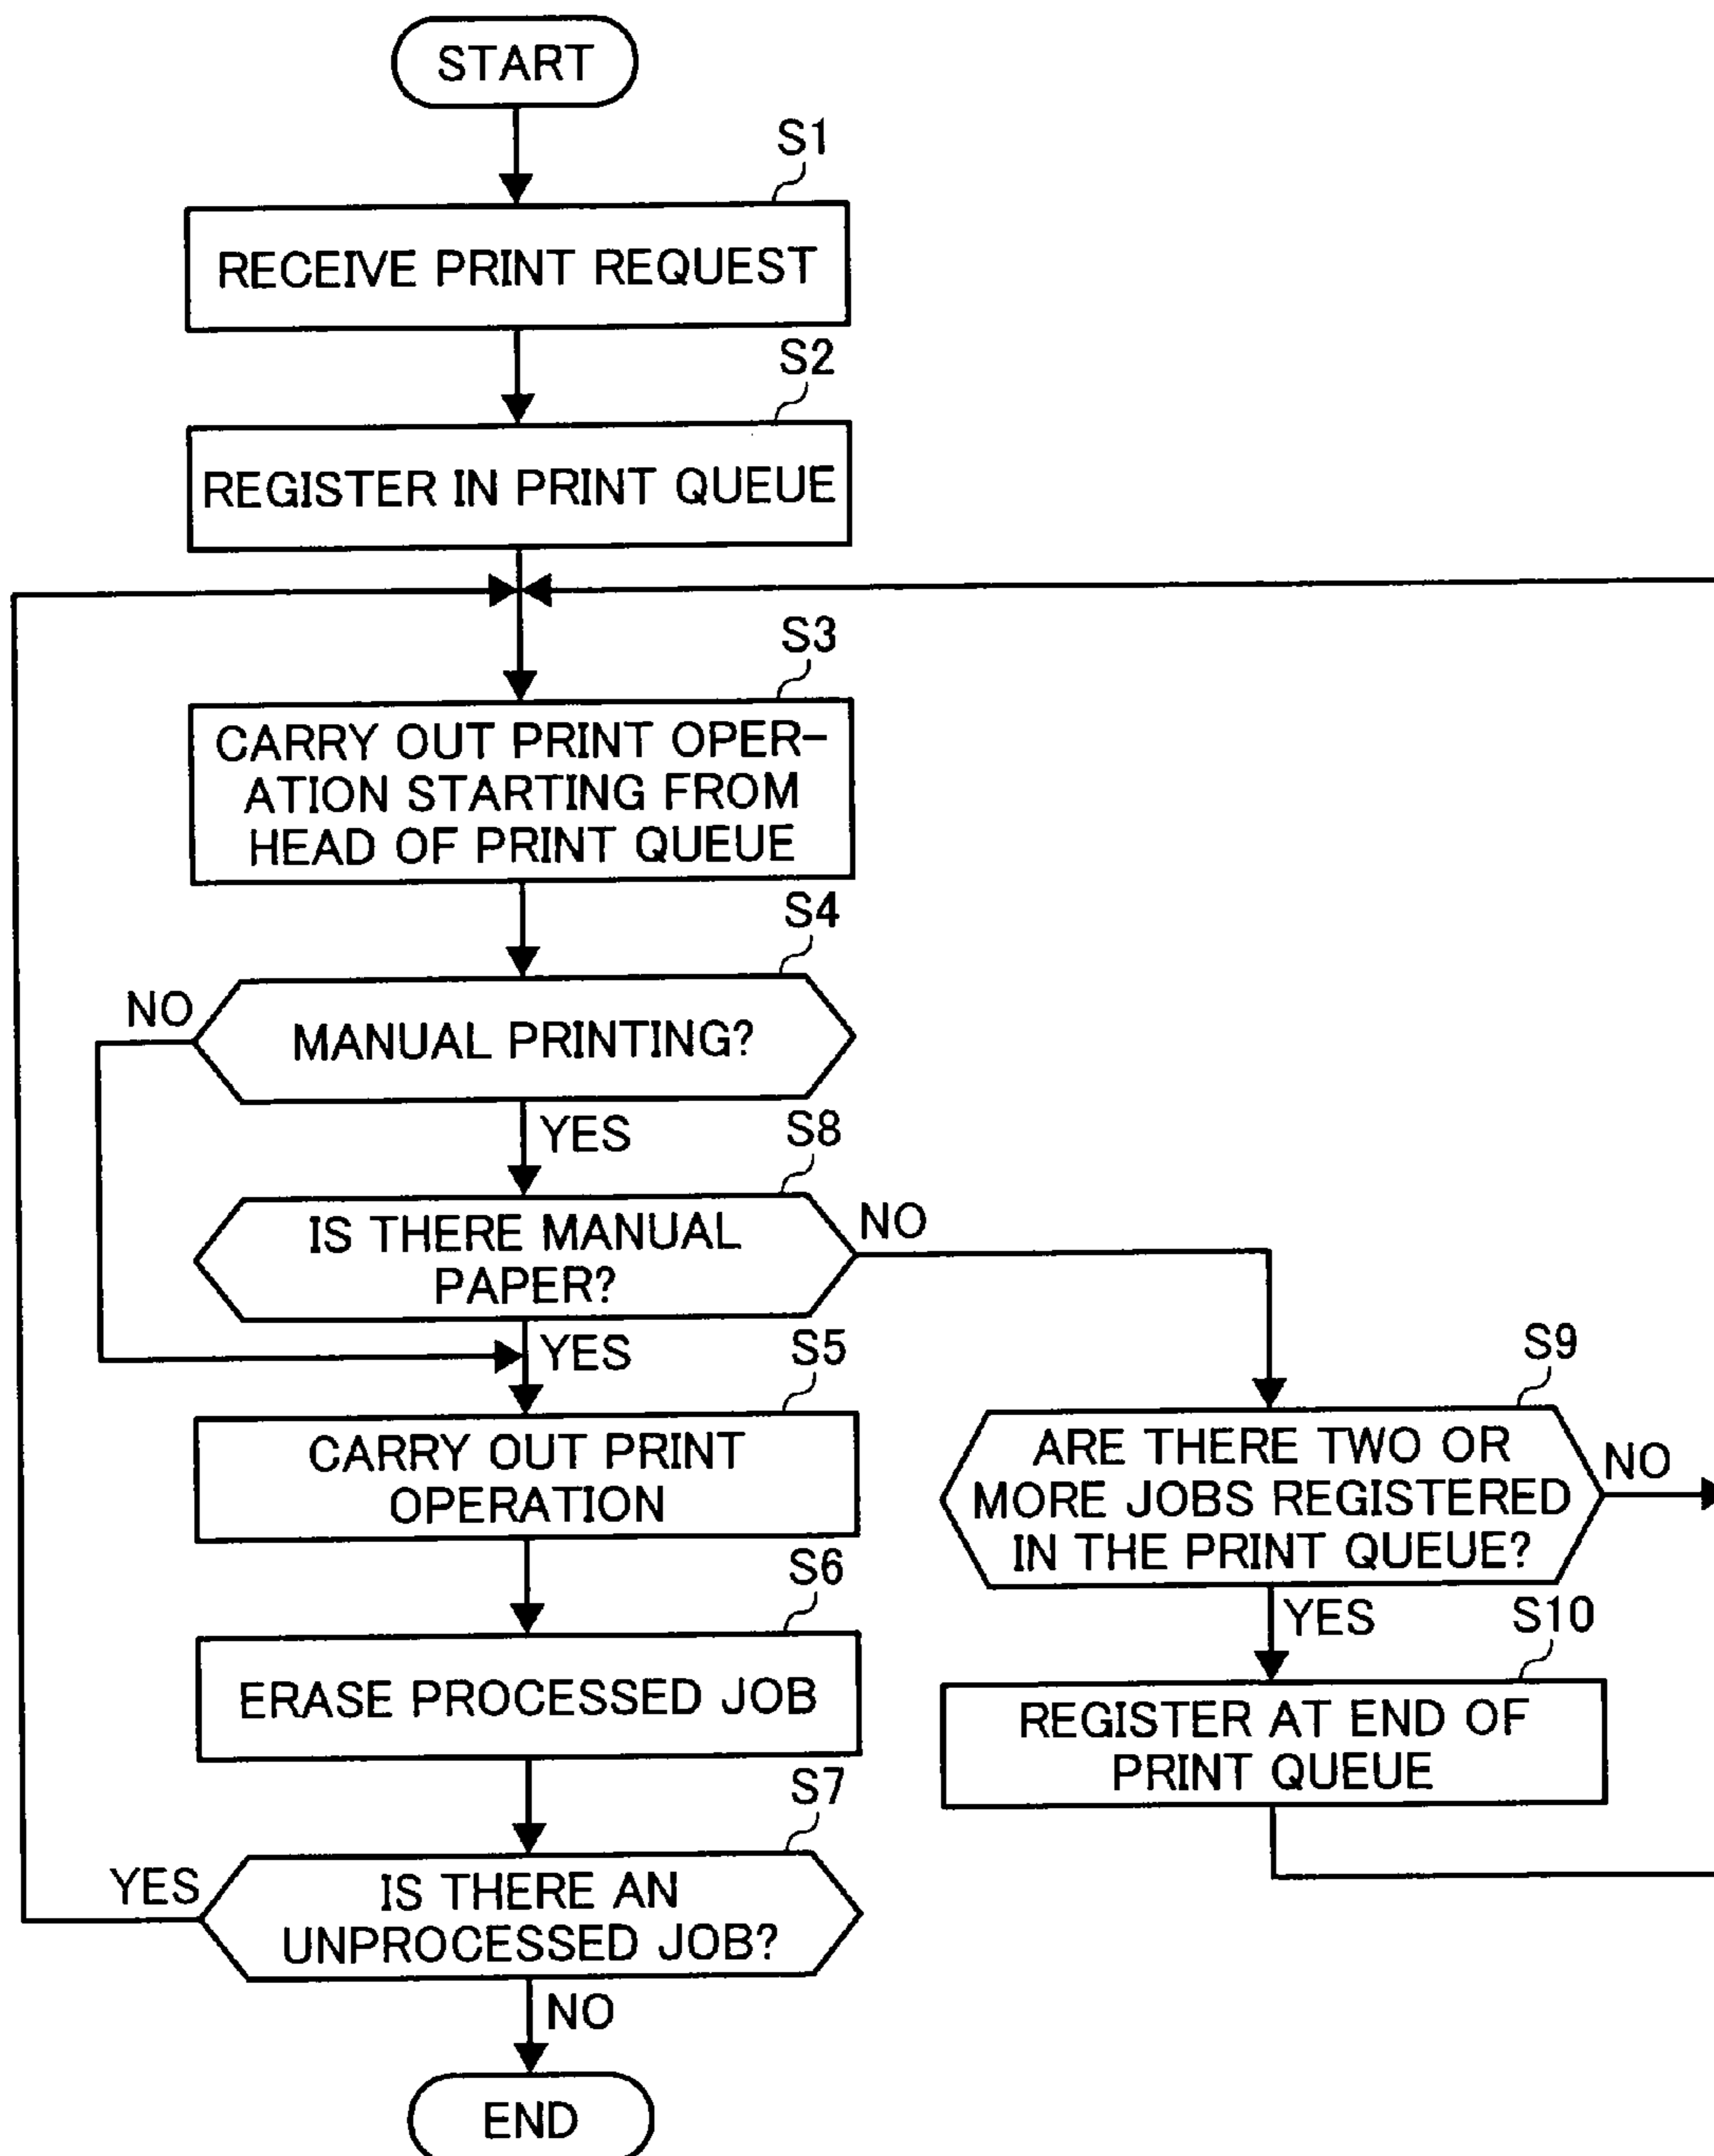 START
S1
RECEIVE PRINT REQUEST
S2
REGISTER IN PRINT QUEUE
S3
CARRY OUT PRINT OPER-
ATION STARTING FROM
HEAD OF PRINT QUEUE
S4
NO
MANUAL PRINTING?
YES
S8
IS THERE MANUAL
PAPER?
NO
YES
S5
CARRY OUT PRINT
OPERATION
S9
ARE THERE TWO OR
MORE JOBS REGISTERED
IN THE PRINT QUEUE?
NO
YES
S6
ERASE PROCESSED JOB
S10
REGISTER AT END OF
PRINT QUEUE
S7
YES
IS THERE AN
UNPROCESSED JOB?
NO
END